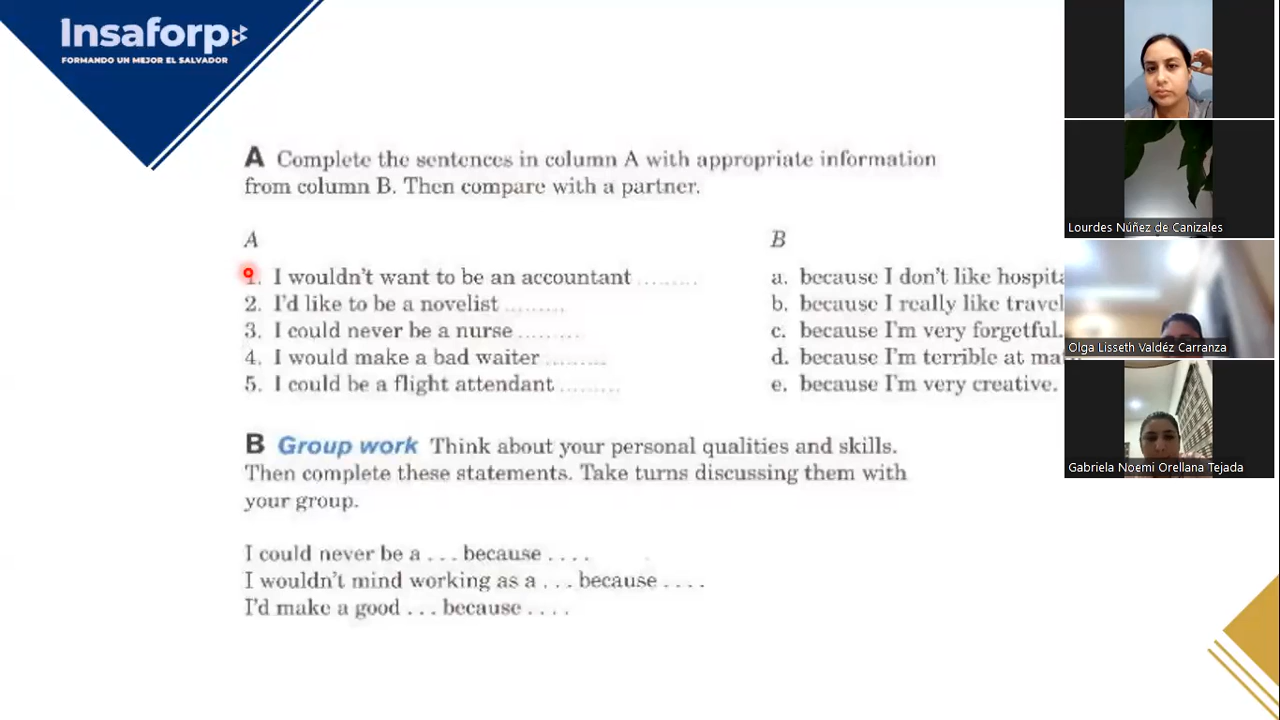 Insaforp
FORMANDO UN MEJOR EL SALVADOR
A Complete the sentences in column A with appropriate information
from column B. Then compare with a partner.
A
1. I wouldn't want to be an accountant .........
2. I'd like to be a novelist .........
3. I could never be a nurse .........
4. I would make a bad waiter .........
5. I could be a flight attendant .........
B
a. because I don't like
b. because I really like
c. because I'm very forgetful.
d. because I'm terrible at
e. because I'm very creative.
B Group work Think about your personal qualities and skills.
Then complete these statements. Take turns discussing them with
your group.
I could never be a . . . because . . . .
I wouldn't mind working as a . . . because . . . .
I'd make a good . . . because . . . .
Lourdes Núñez de Canizales
Olga Lisseth Valdéz Carranza
Gabriela Noemi Orellana Tejada